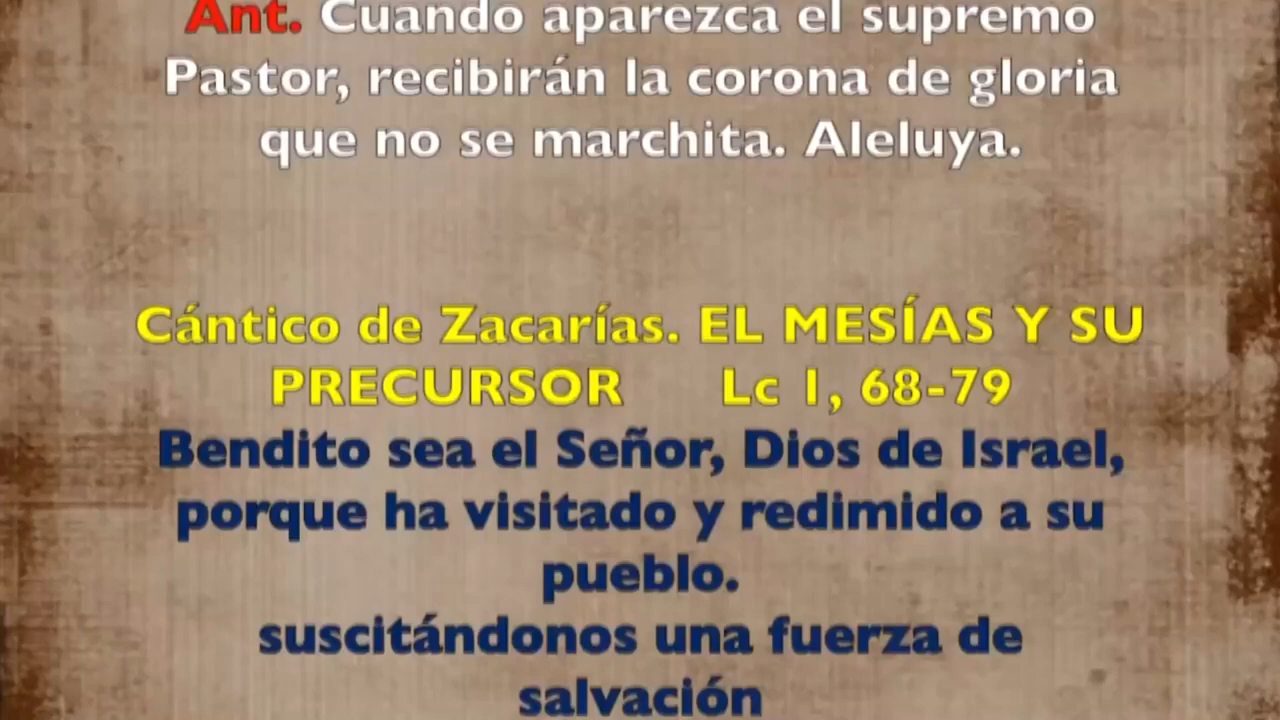 Ant. Cuando aparezca el supremo
Pastor, recibirán la corona de gloria
que no se marchita. Aleluya.
Cántico de Zacarías. EL MESÍAS Y SU
PRECURSOR Lc 1, 68-79
Bendito sea el Señor, Dios de Israel,
porque ha visitado y redimido a su
pueblo.
suscitándonos una fuerza de
salvación